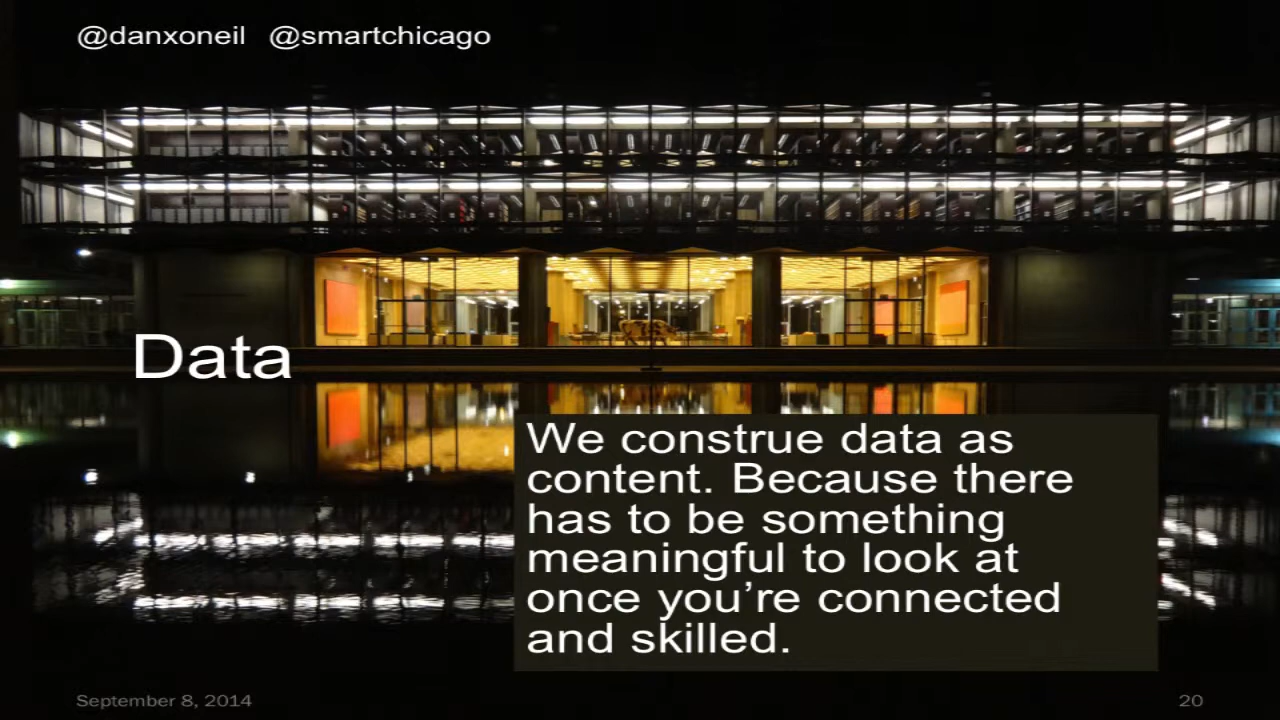 @danxoneil @smartchicago
Data
We construe data as
content. Because there
has to be something
meaningful to look at
once you’re connected
and skilled.
September 8, 2014
20